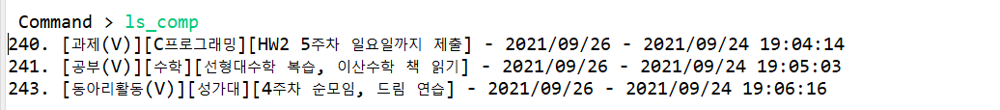 Command > ls_comp
240. [과제(V)][C프로그래밍][HW2 5주차 일요일까지 제출] - 2021/09/26 - 2021/09/24 19:04:14
241. [공부(V)][수학][선형대수학 복습, 이산수학 책 읽기] - 2021/09/26 - 2021/09/24 19:05:03
243. [동아리활동(V)][성가대][4주차 순모임, 드림 연습] - 2021/09/26 - 2021/09/24 19:06:16